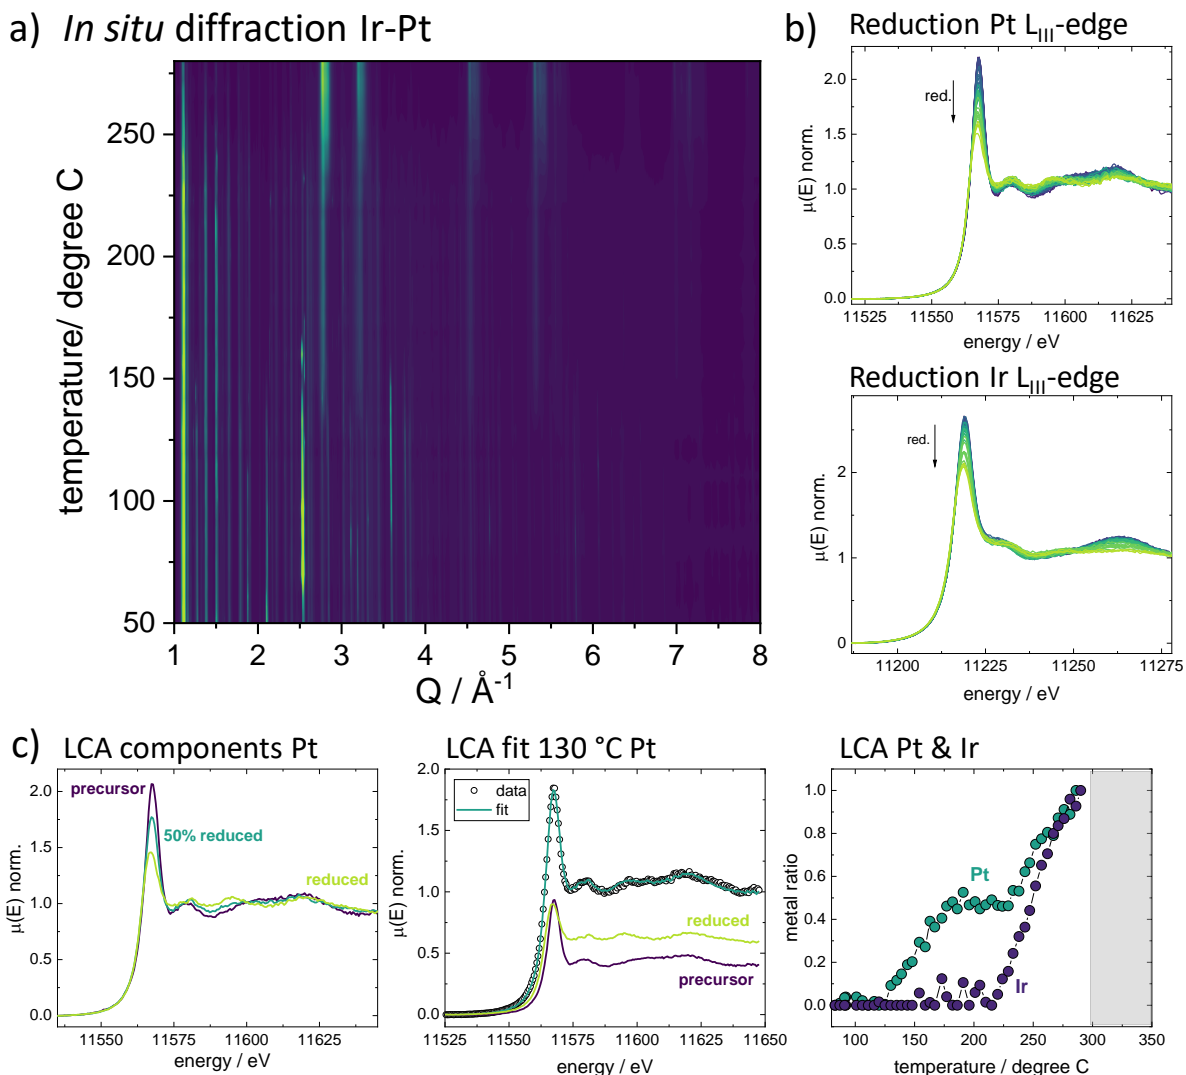 a) In situ diffraction Ir-Pt
temperature/ degree C
250
200
150
100
50
1 2 3 4 5 6 7 8
Q / Å-1
b) Reduction Pt LIII-edge
μ(E) norm.
2.0
1.5
1.0
0.5
0.0
red.
11525 11550 11575 11600 11625
energy / eV
Reduction Ir LIII-edge
μ(E) norm.
2
1
0
red.
11200 11225 11250 11275
energy / eV
c) LCA components Pt
μ(E) norm.
2.0
1.5
1.0
0.5
0.0
precursor
50% reduced
reduced
11550 11575 11600 11625
energy / eV
LCA fit 130 °C Pt
μ(E) norm.
2.0
1.5
1.0
0.5
0.0
data
fit
reduced
precursor
11525 11550 11575 11600 11625 11650
energy / eV
LCA Pt & Ir
metal ratio
1.0
0.8
0.6
0.4
0.2
0.0
Pt
Ir
100 150 200 250 300 350
temperature / degree C